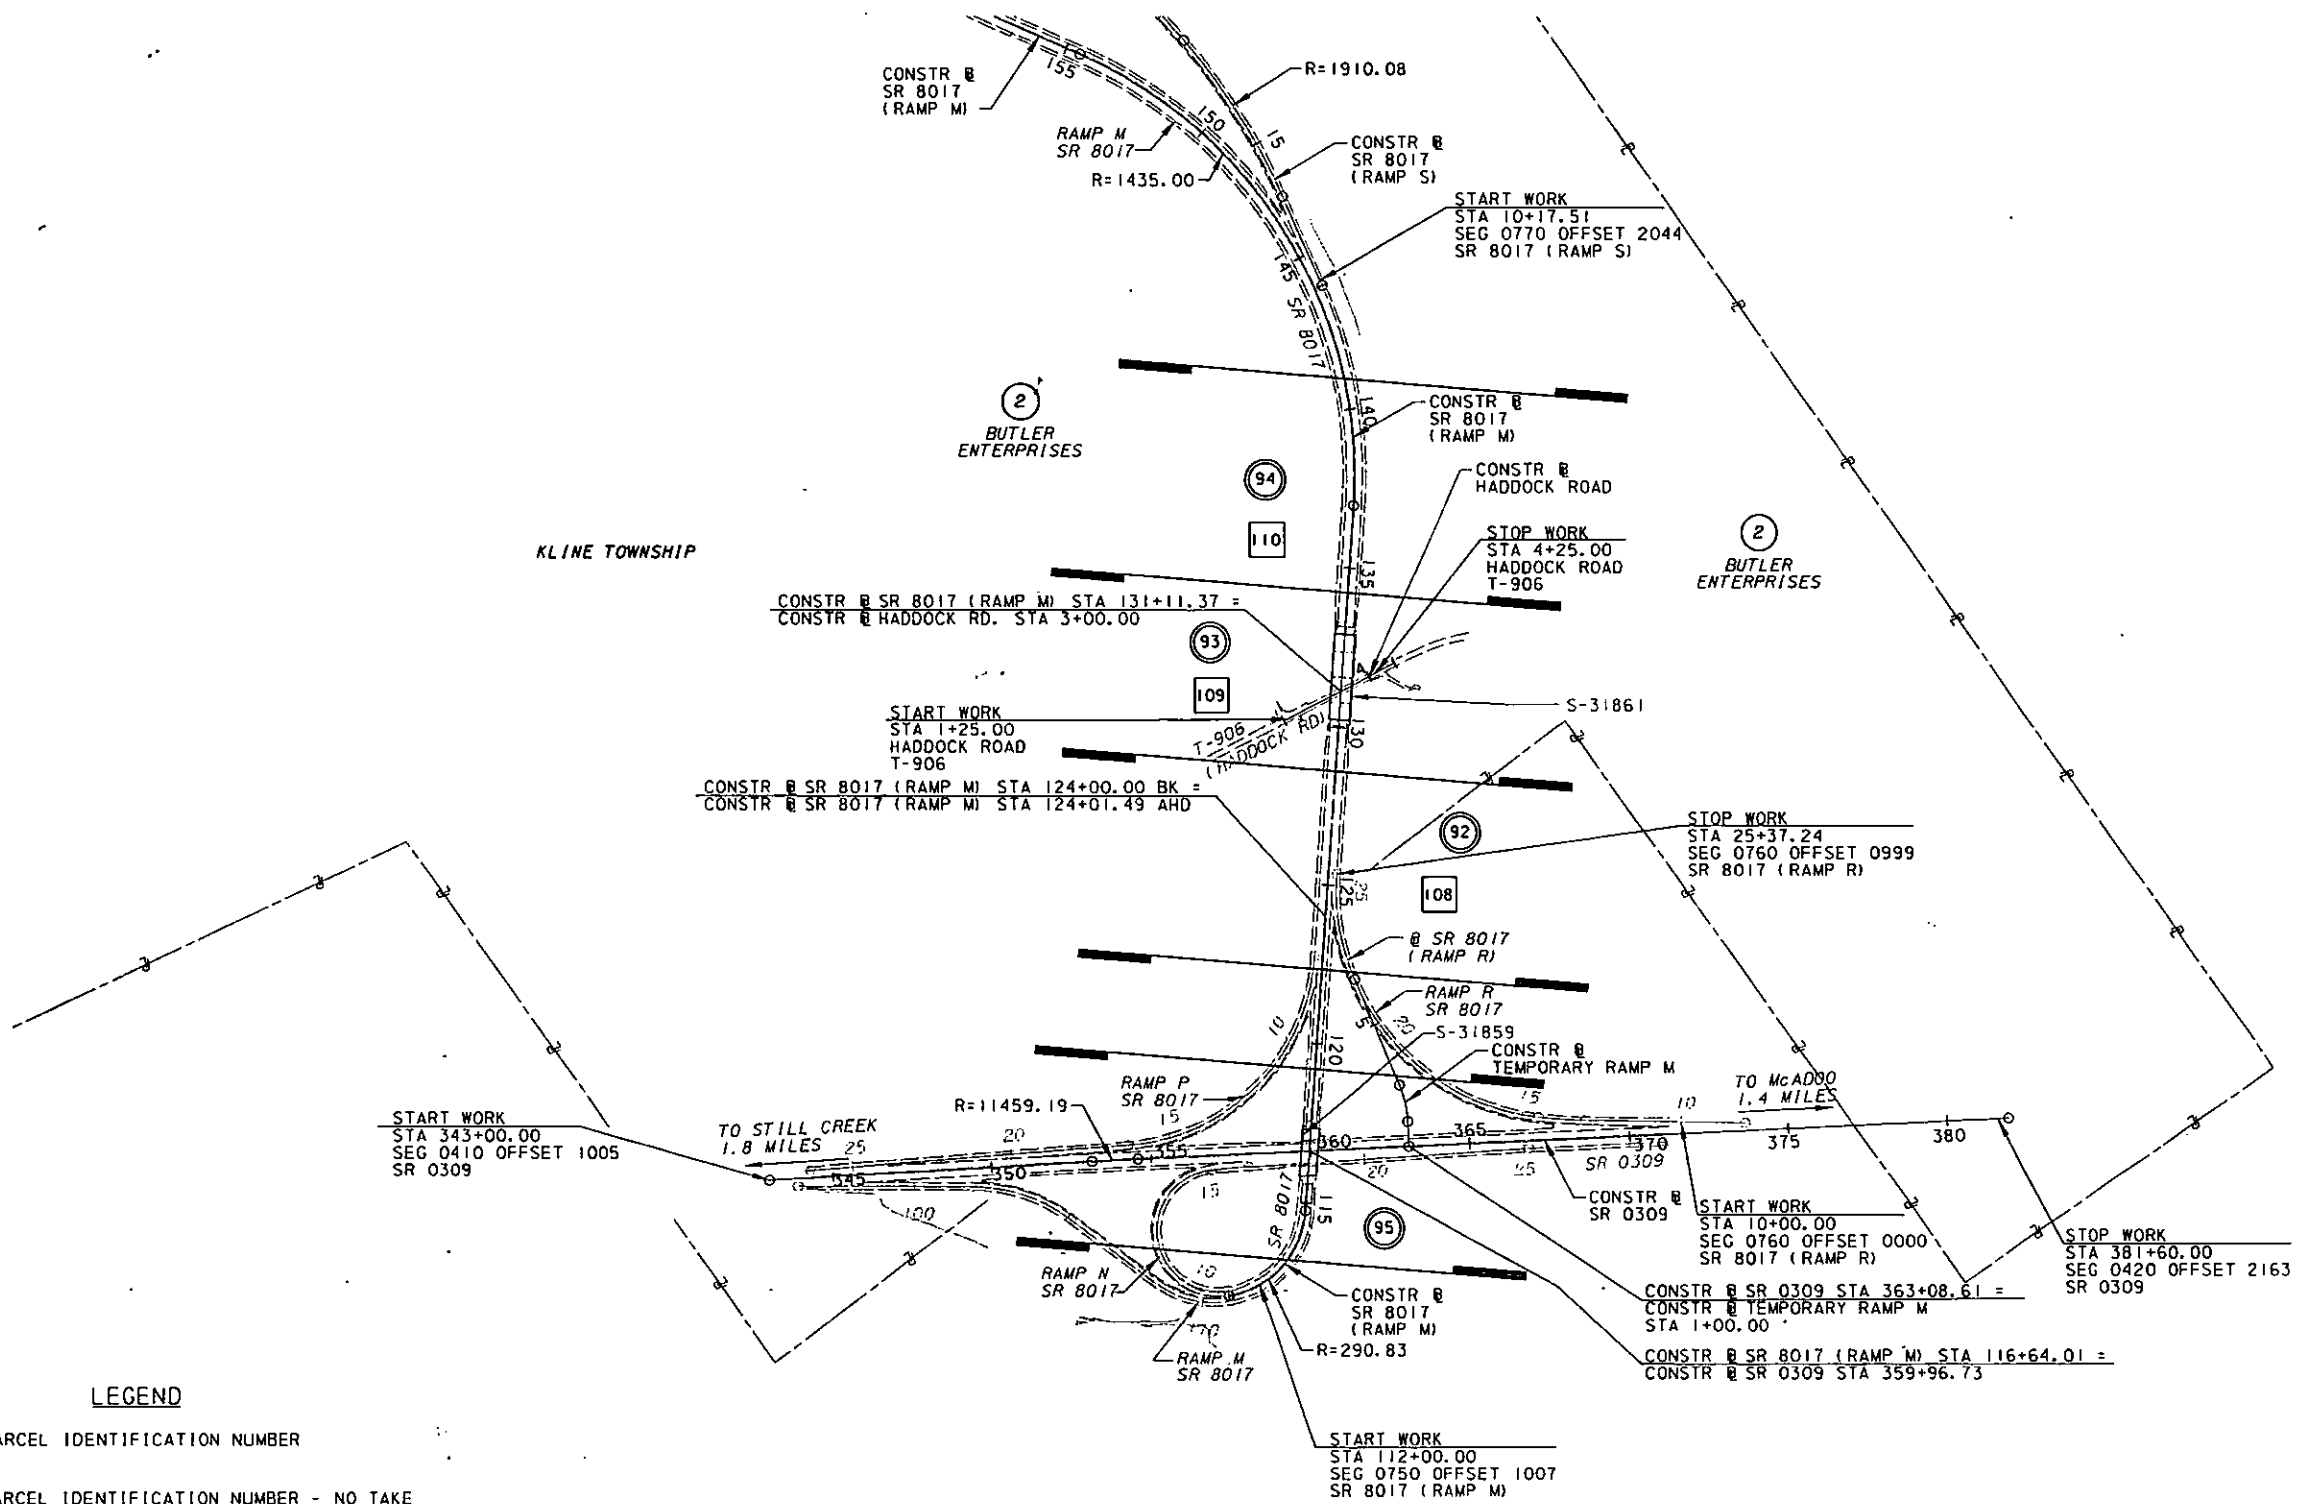 CONSTR ⅊
SR 8017
(RAMP M)
155
RAMP M
SR 8017
R=1435.00
150
R=1910.08
15
CONSTR ⅊
SR 8017
(RAMP S)
START WORK
STA 10+17.51
SEG 0770 OFFSET 2044
SR 8017 (RAMP S)
145
SR 8017
2
BUTLER
ENTERPRISES
140
CONSTR ⅊
SR 8017
(RAMP M)
94
110
CONSTR ⅊
HADDOCK ROAD
STOP WORK
STA 4+25.00
HADDOCK ROAD
T-906
2
BUTLER
ENTERPRISES
KLINE TOWNSHIP
135
CONSTR ⅊ SR 8017 (RAMP M) STA 131+11.37 =
CONSTR ⅊ HADDOCK RD. STA 3+00.00
93
109
S-31861
START WORK
STA 1+25.00
HADDOCK ROAD
T-906
T-906
(HADDOCK RD)
130
CONSTR ⅊ SR 8017 (RAMP M) STA 124+00.00 BK =
CONSTR ⅊ SR 8017 (RAMP M) STA 124+01.49 AHD
92
108
STOP WORK
STA 25+37.24
SEG 0760 OFFSET 0999
SR 8017 (RAMP R)
125
25
⅊ SR 8017
(RAMP R)
RAMP R
SR 8017
5
20
10
120
S-31859
CONSTR ⅊
TEMPORARY RAMP M
RAMP P
SR 8017
R=11459.19
15
15
10
TO McADOO
1.4 MILES
START WORK
STA 343+00.00
SEG 0410 OFFSET 1005
SR 0309
TO STILL CREEK
1.8 MILES
25
20
345
350
355
360
365
370
375
380
15
20
25
SR 0309
100
SR 8017
115
95
CONSTR ⅊
SR 0309
START WORK
STA 10+00.00
SEG 0760 OFFSET 0000
SR 8017 (RAMP R)
STOP WORK
STA 381+60.00
SEG 0420 OFFSET 2163
SR 0309
RAMP N
SR 8017
10
CONSTR ⅊
SR 8017
(RAMP M)
CONSTR ⅊ SR 0309 STA 363+08.61 =
CONSTR ⅊ TEMPORARY RAMP M
STA 1+00.00
R=290.83
RAMP M
SR 8017
CONSTR ⅊ SR 8017 (RAMP M) STA 116+64.01 =
CONSTR ⅊ SR 0309 STA 359+96.73
LEGEND
ARCEL IDENTIFICATION NUMBER
START WORK
STA 112+00.00
SEG 0750 OFFSET 1007
SR 8017 (RAMP M)
ARCEL IDENTIFICATION NUMBER - NO TAKE